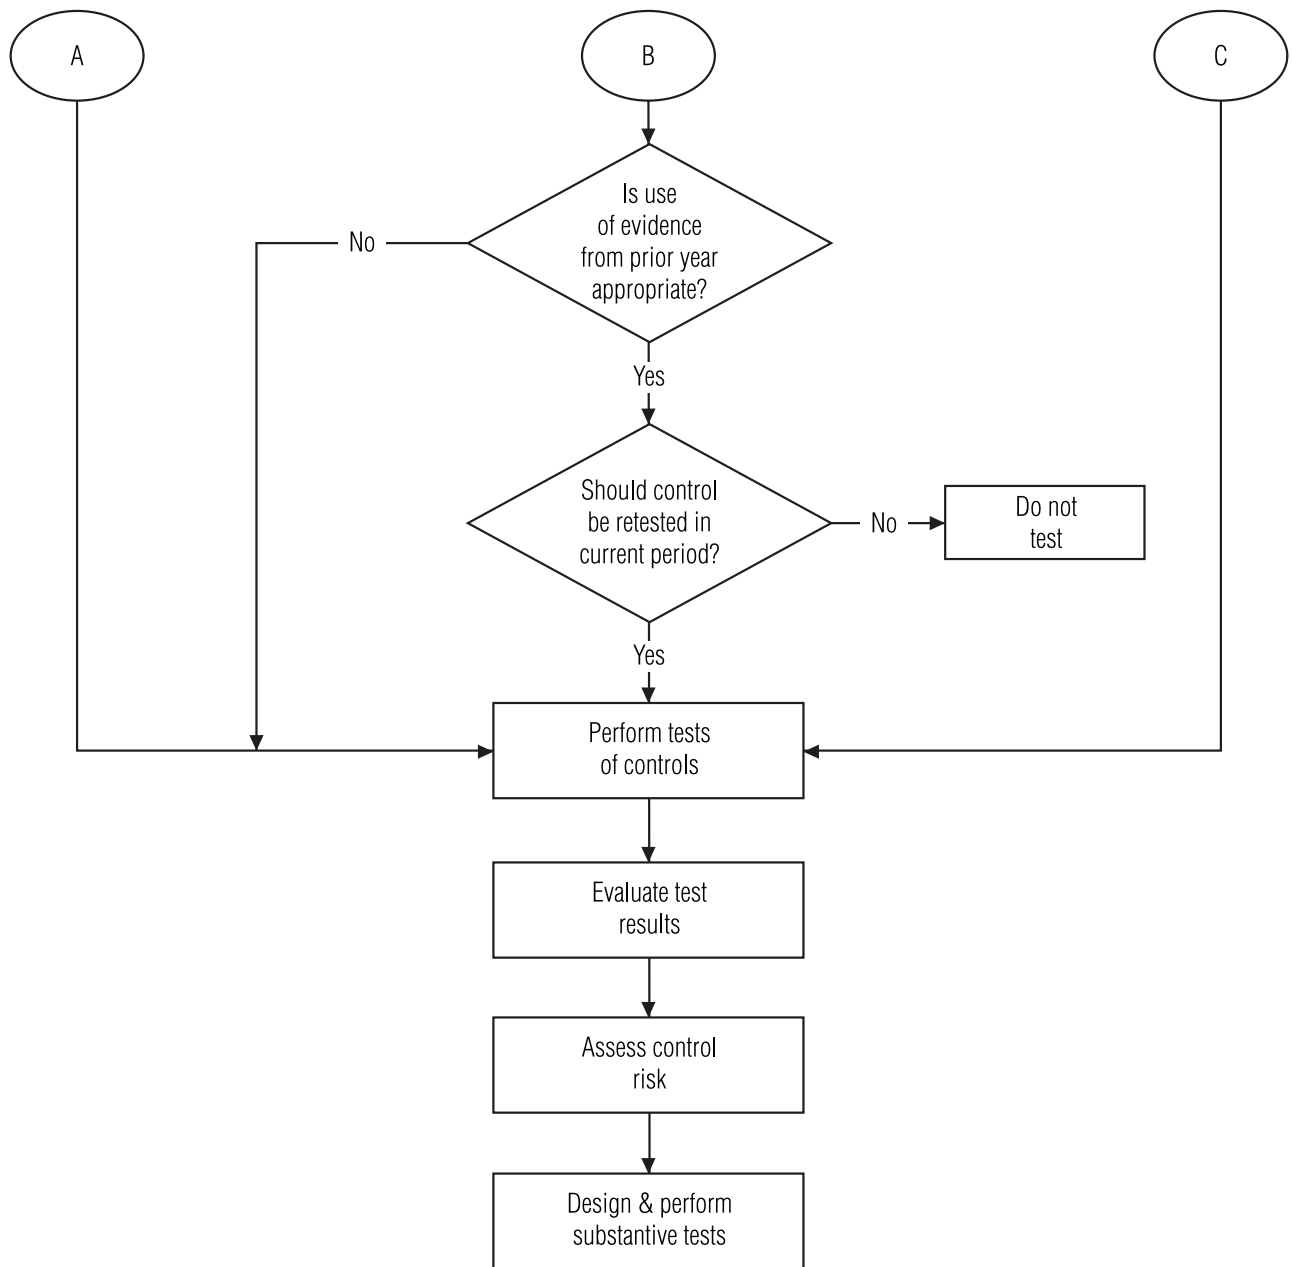 A
B
C
Is use
of evidence
from prior year
appropriate?
No
Yes
Should control
be retested in
current period?
No
Do not
test
Yes
Perform tests
of controls
Evaluate test
results
Assess control
risk
Design & perform
substantive tests